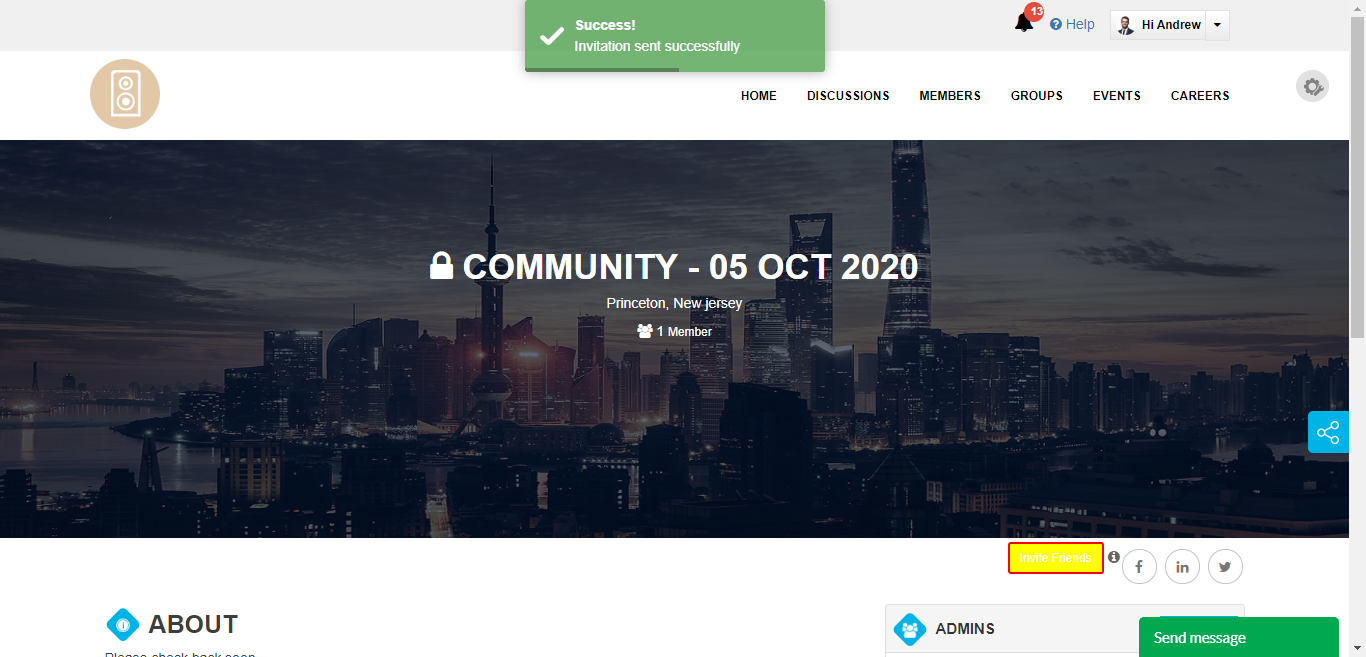 Success!
Invitation sent successfully
13
Help
Hi Andrew
HOME
DISCUSSIONS
MEMBERS
GROUPS
EVENTS
CAREERS
COMMUNITY - 05 OCT 2020
Princeton, New jersey
1 Member
Invite Friends
ABOUT
ADMINS
Send message
Please check back soon